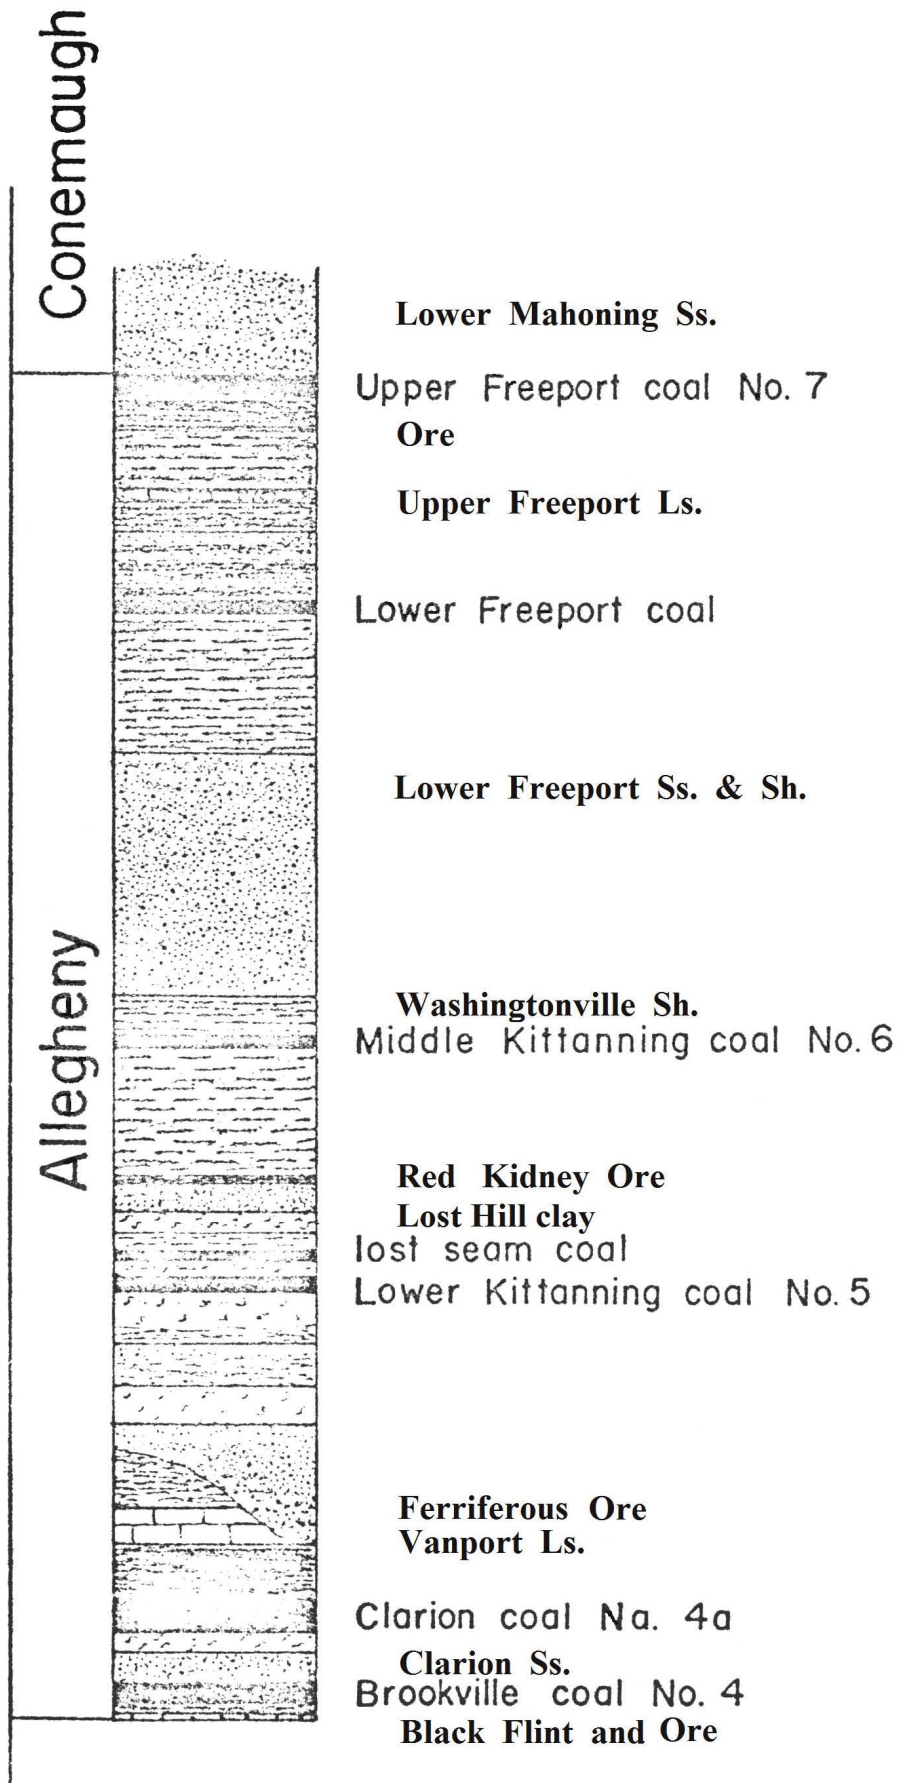 Conemaugh
Lower Mahoning Ss.
Upper Freeport coal No. 7
Ore
Upper Freeport Ls.
Lower Freeport coal
Lower Freeport Ss. & Sh.
Allegheny
Washingtonville Sh.
Middle Kittanning coal No. 6
Red Kidney Ore
Lost Hill clay
lost seam coal
Lower Kittanning coal No. 5
Ferriferous Ore
Vanport Ls.
Clarion coal Na. 4a
Clarion Ss.
Brookville coal No. 4
Black Flint and Ore